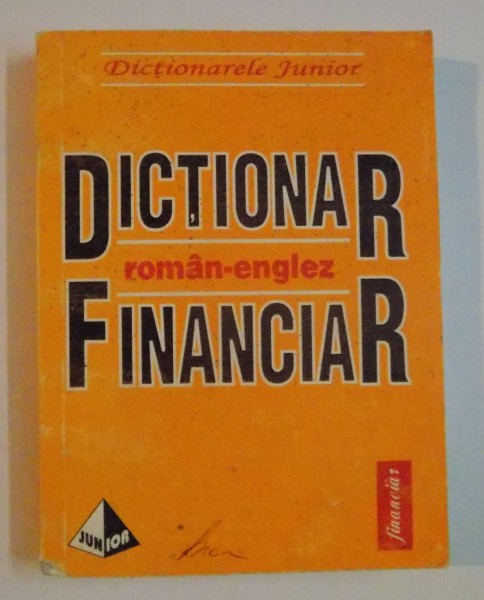 Dicționarele Junior
DICȚIONAR
român-englez
FINANCIAR
JUNIOR
financiar